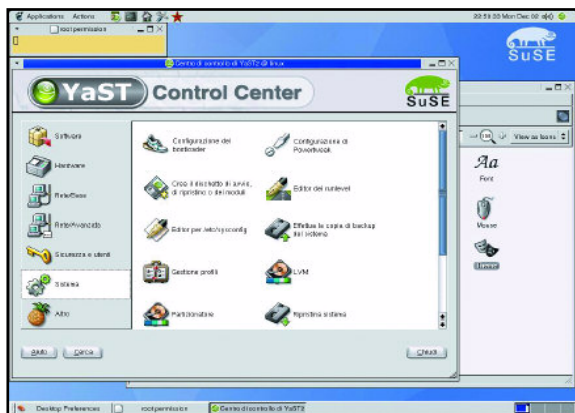 Applications Actions
22:59:00 Mon Dec 02
root permission
Centro di controllo di YaST2 @ linux
SuSE
YaST Control Center
SuSE
View as Icons
Software
Hardware
Rete/Base
Rete/Avanzato
Sicurezza e utenti
Sistema
Altro
Configurazione del bootloader
Configurazione di Powertweak
Crea il dischetto di avvio, di ripristino o dei moduli
Editor dei runlevel
Editor per /etc/sysconfig
Effettua la copia di backup del sistema
Gestione profili
LVM
Partizionatore
Ripristina sistema
Aa
Font
Mouse
Aiuto
Cerca
Chiudi
Desktop Preferences
root permission
Centro di controllo di YaST2